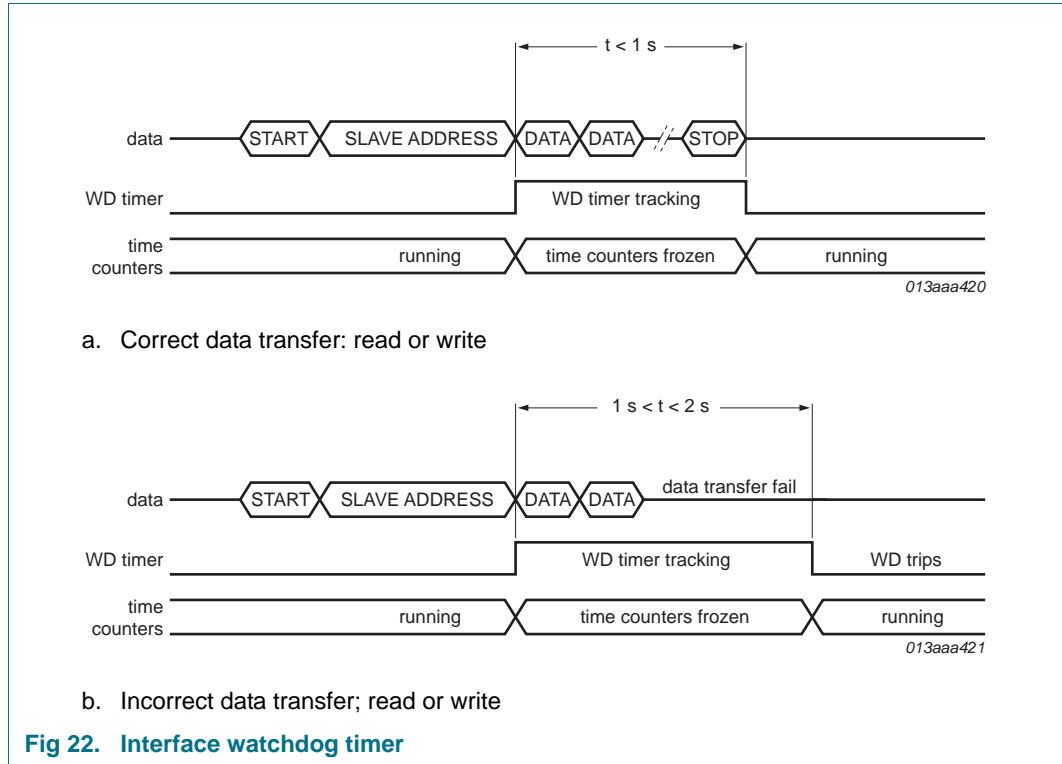 t < 1 s
data START SLAVE ADDRESS DATA DATA STOP
WD timer WD timer tracking
time
counters running time counters frozen running
013aaa420
a. Correct data transfer: read or write
1 s < t < 2 s
data START SLAVE ADDRESS DATA DATA data transfer fail
WD timer WD timer tracking WD trips
time
counters running time counters frozen running
013aaa421
b. Incorrect data transfer; read or write
Fig 22. Interface watchdog timer